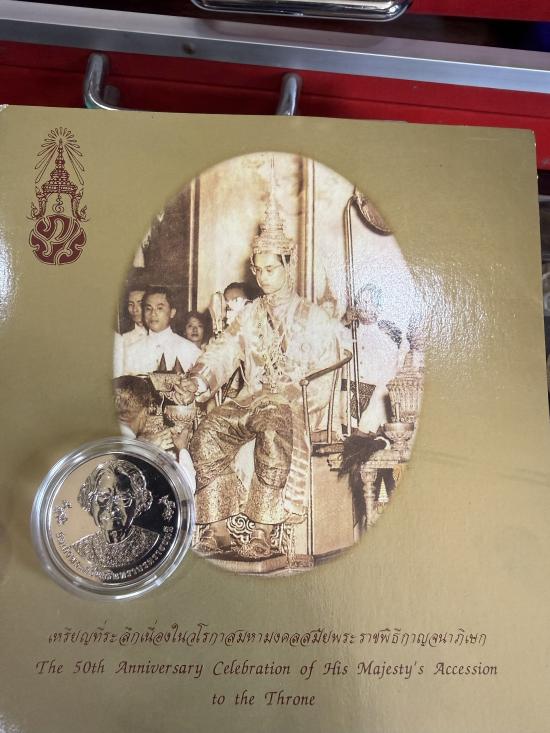 เหรียญที่ระลึกเนื่องในวโรกาสมหามงคลสมัยพระราชพิธีกาญจนาภิเษก
The 50th Anniversary Celebration of His Majesty's Accession
to the Throne